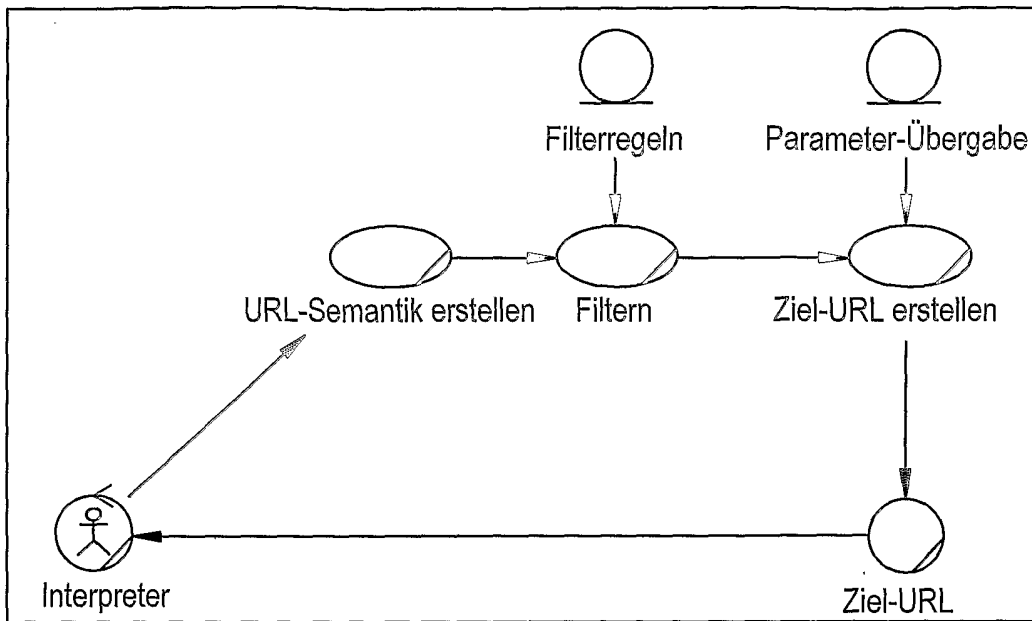 Filterregeln
Parameter-Übergabe
URL-Semantik erstellen
Filtern
Ziel-URL erstellen
Interpreter
Ziel-URL